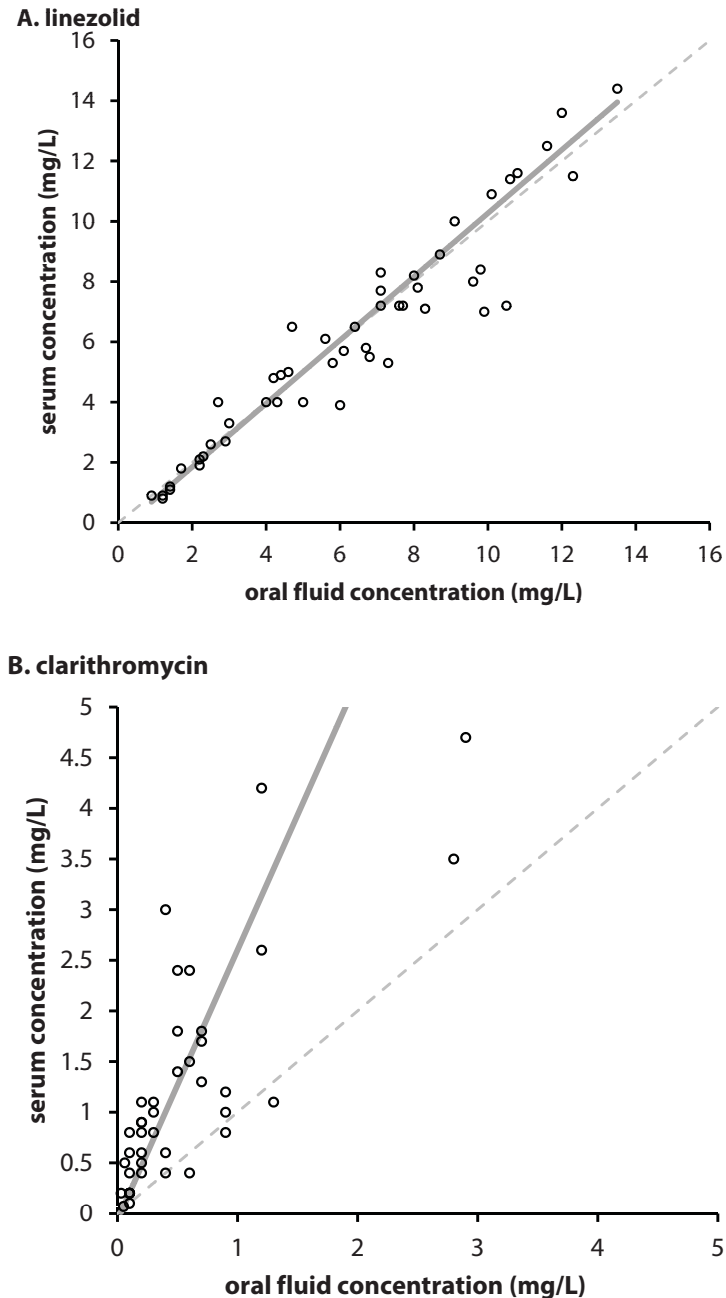 A. linezolid
16
14
12
10
8
6
4
2
0
serum concentration (mg/L)
0 2 4 6 8 10 12 14 16
oral fluid concentration (mg/L)
B. clarithromycin
5
4.5
4
3.5
3
2.5
2
1.5
1
0.5
0
serum concentration (mg/L)
0 1 2 3 4 5
oral fluid concentration (mg/L)